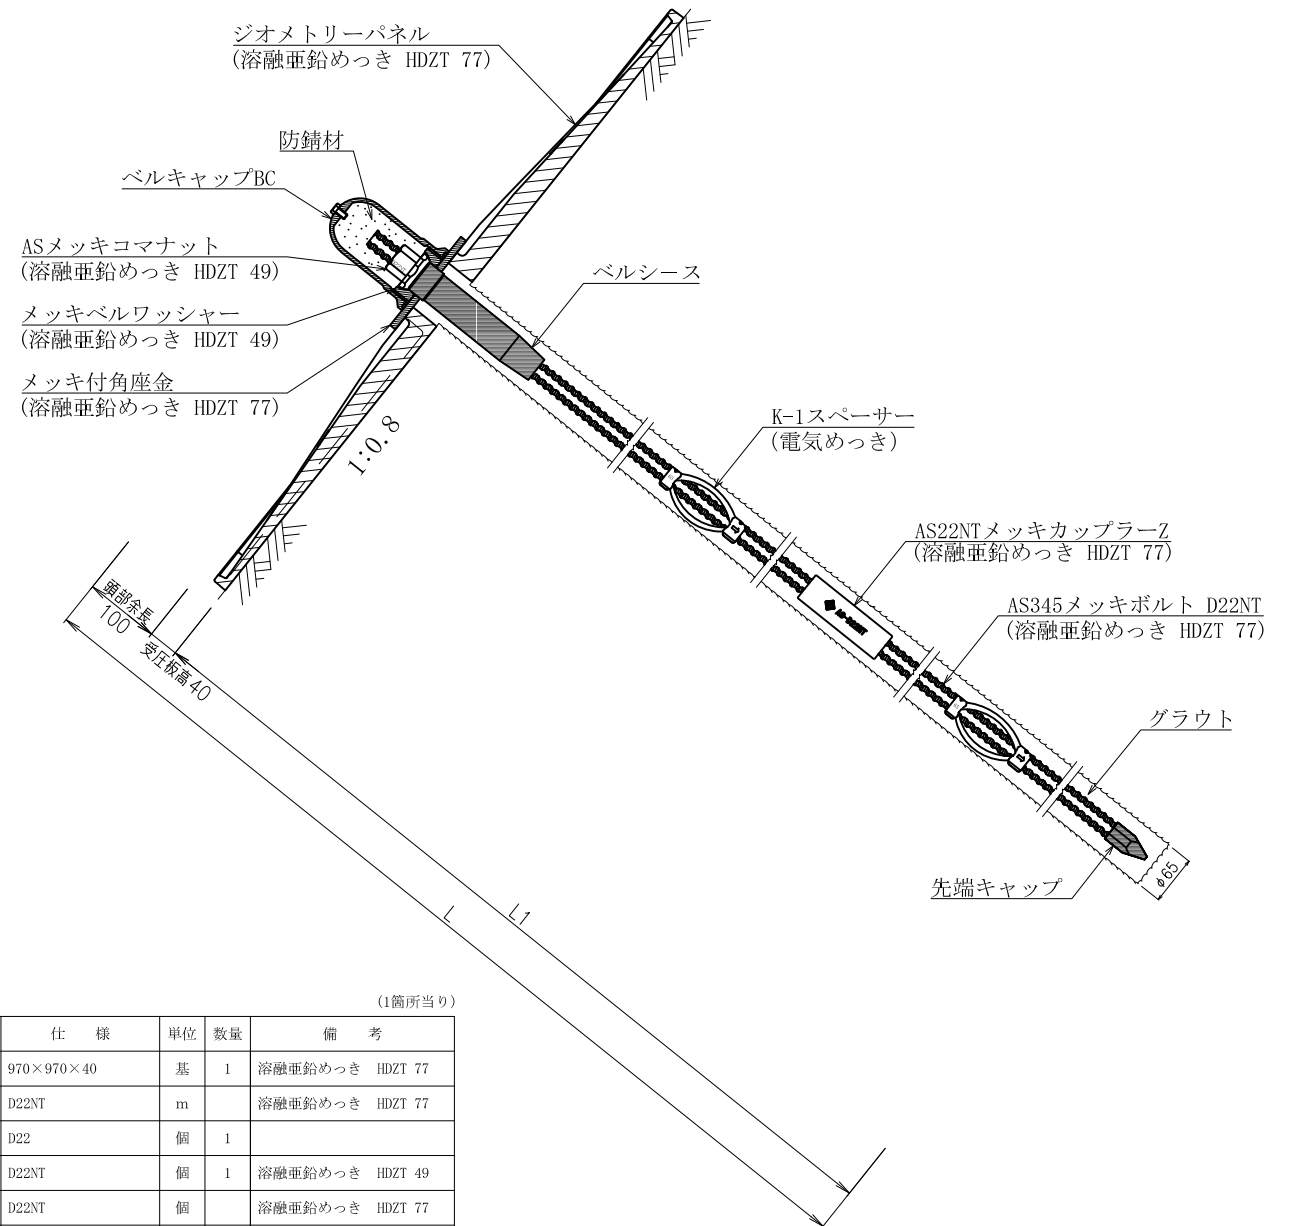 ジオメトリーパネル
(溶融亜鉛めっき HDZT 77)
防錆材
ベルキャップBC
ASメッキコマナット
(溶融亜鉛めっき HDZT 49)
メッキベルワッシャー
(溶融亜鉛めっき HDZT 49)
メッキ付角座金
(溶融亜鉛めっき HDZT 77)
ベルシース
1:0.8
K-1スペーサー
(電気めっき)
AS22NTメッキカップラーZ
(溶融亜鉛めっき HDZT 77)
AS345メッキボルト D22NT
(溶融亜鉛めっき HDZT 77)
グラウト
先端キャップ
φ65
頭部余長
100
受圧板高40
L
L1
(1箇所当り)
仕 様 単位 数量 備 考
970×970×40 基 1 溶融亜鉛めっき HDZT 77
D22NT m 溶融亜鉛めっき HDZT 77
D22 個 1
D22NT 個 1 溶融亜鉛めっき HDZT 49
D22NT 個 溶融亜鉛めっき HDZT 77